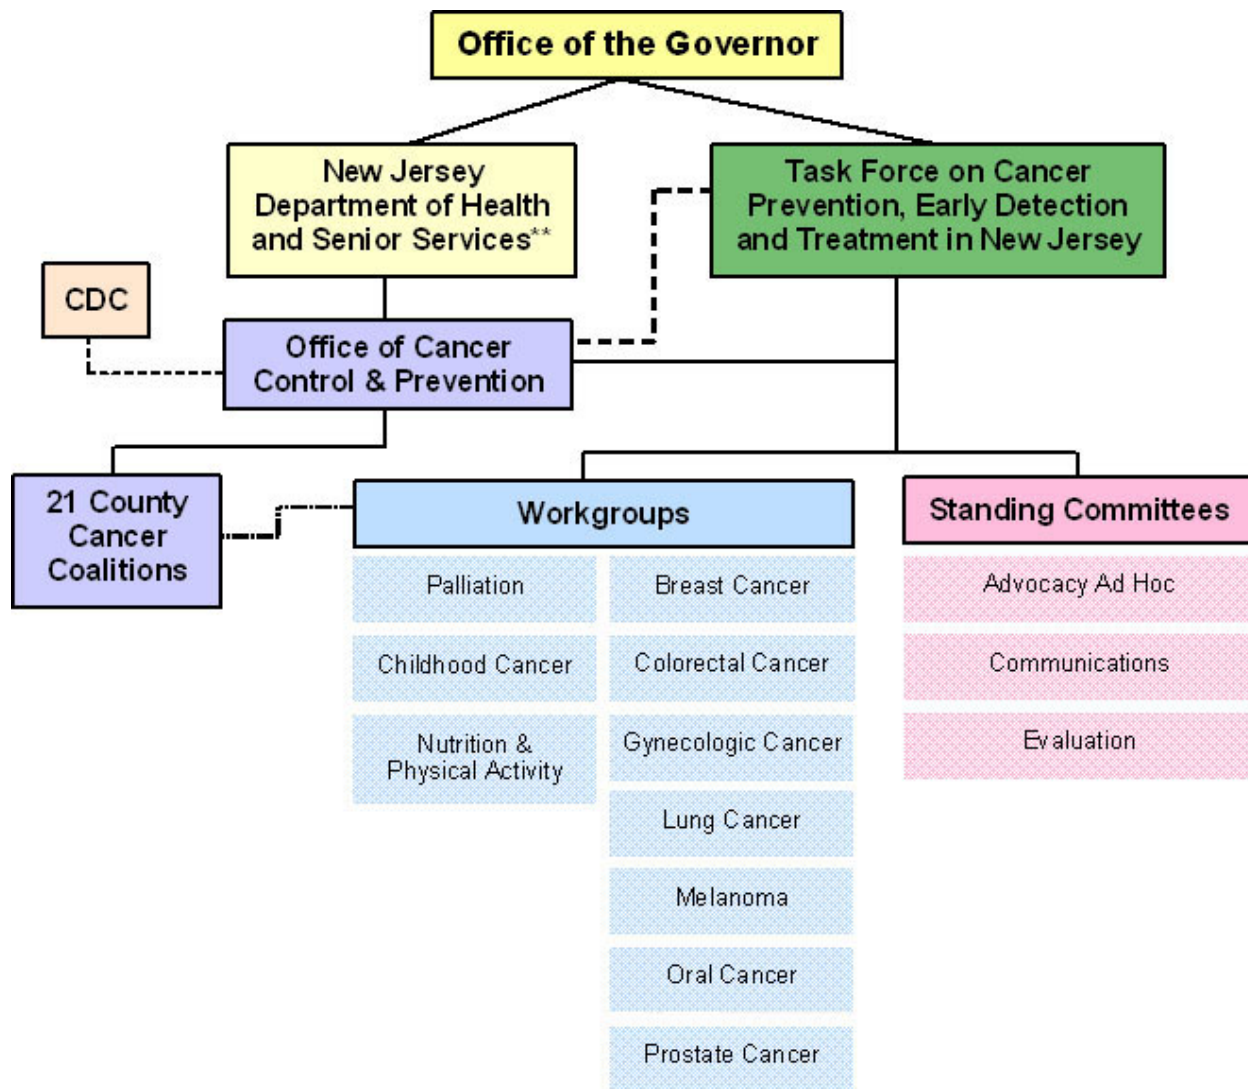 Office of the Governor
New Jersey
Department of Health
and Senior Services**
Task Force on Cancer
Prevention, Early Detection
and Treatment in New Jersey
CDC
Office of Cancer
Control & Prevention
21 County
Cancer
Coalitions
Workgroups
Standing Committees
Palliation
Childhood Cancer
Nutrition &
Physical Activity
Breast Cancer
Colorectal Cancer
Gynecologic Cancer
Lung Cancer
Melanoma
Oral Cancer
Prostate Cancer
Advocacy Ad Hoc
Communications
Evaluation